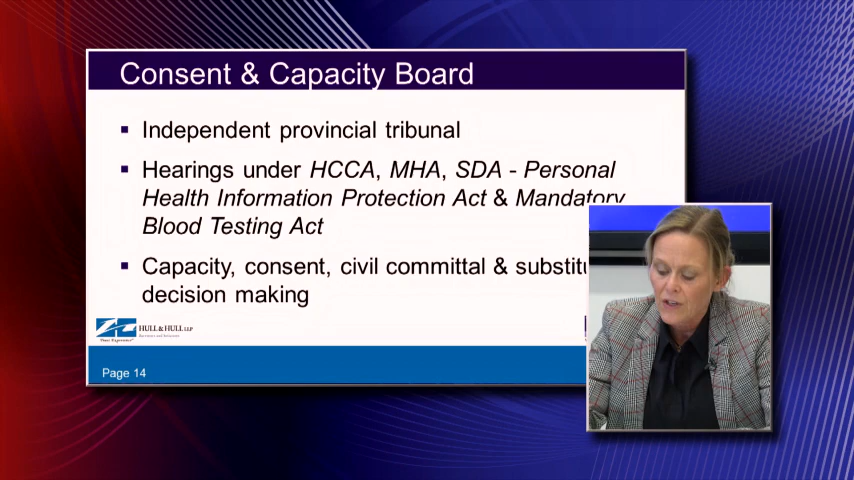 Consent & Capacity Board
Independent provincial tribunal
Hearings under HCCA, MHA, SDA - Personal
Health Information Protection Act & Mandatory
Blood Testing Act
Capacity, consent, civil committal & substitu
decision making
HULL & HULL LLP
Page 14